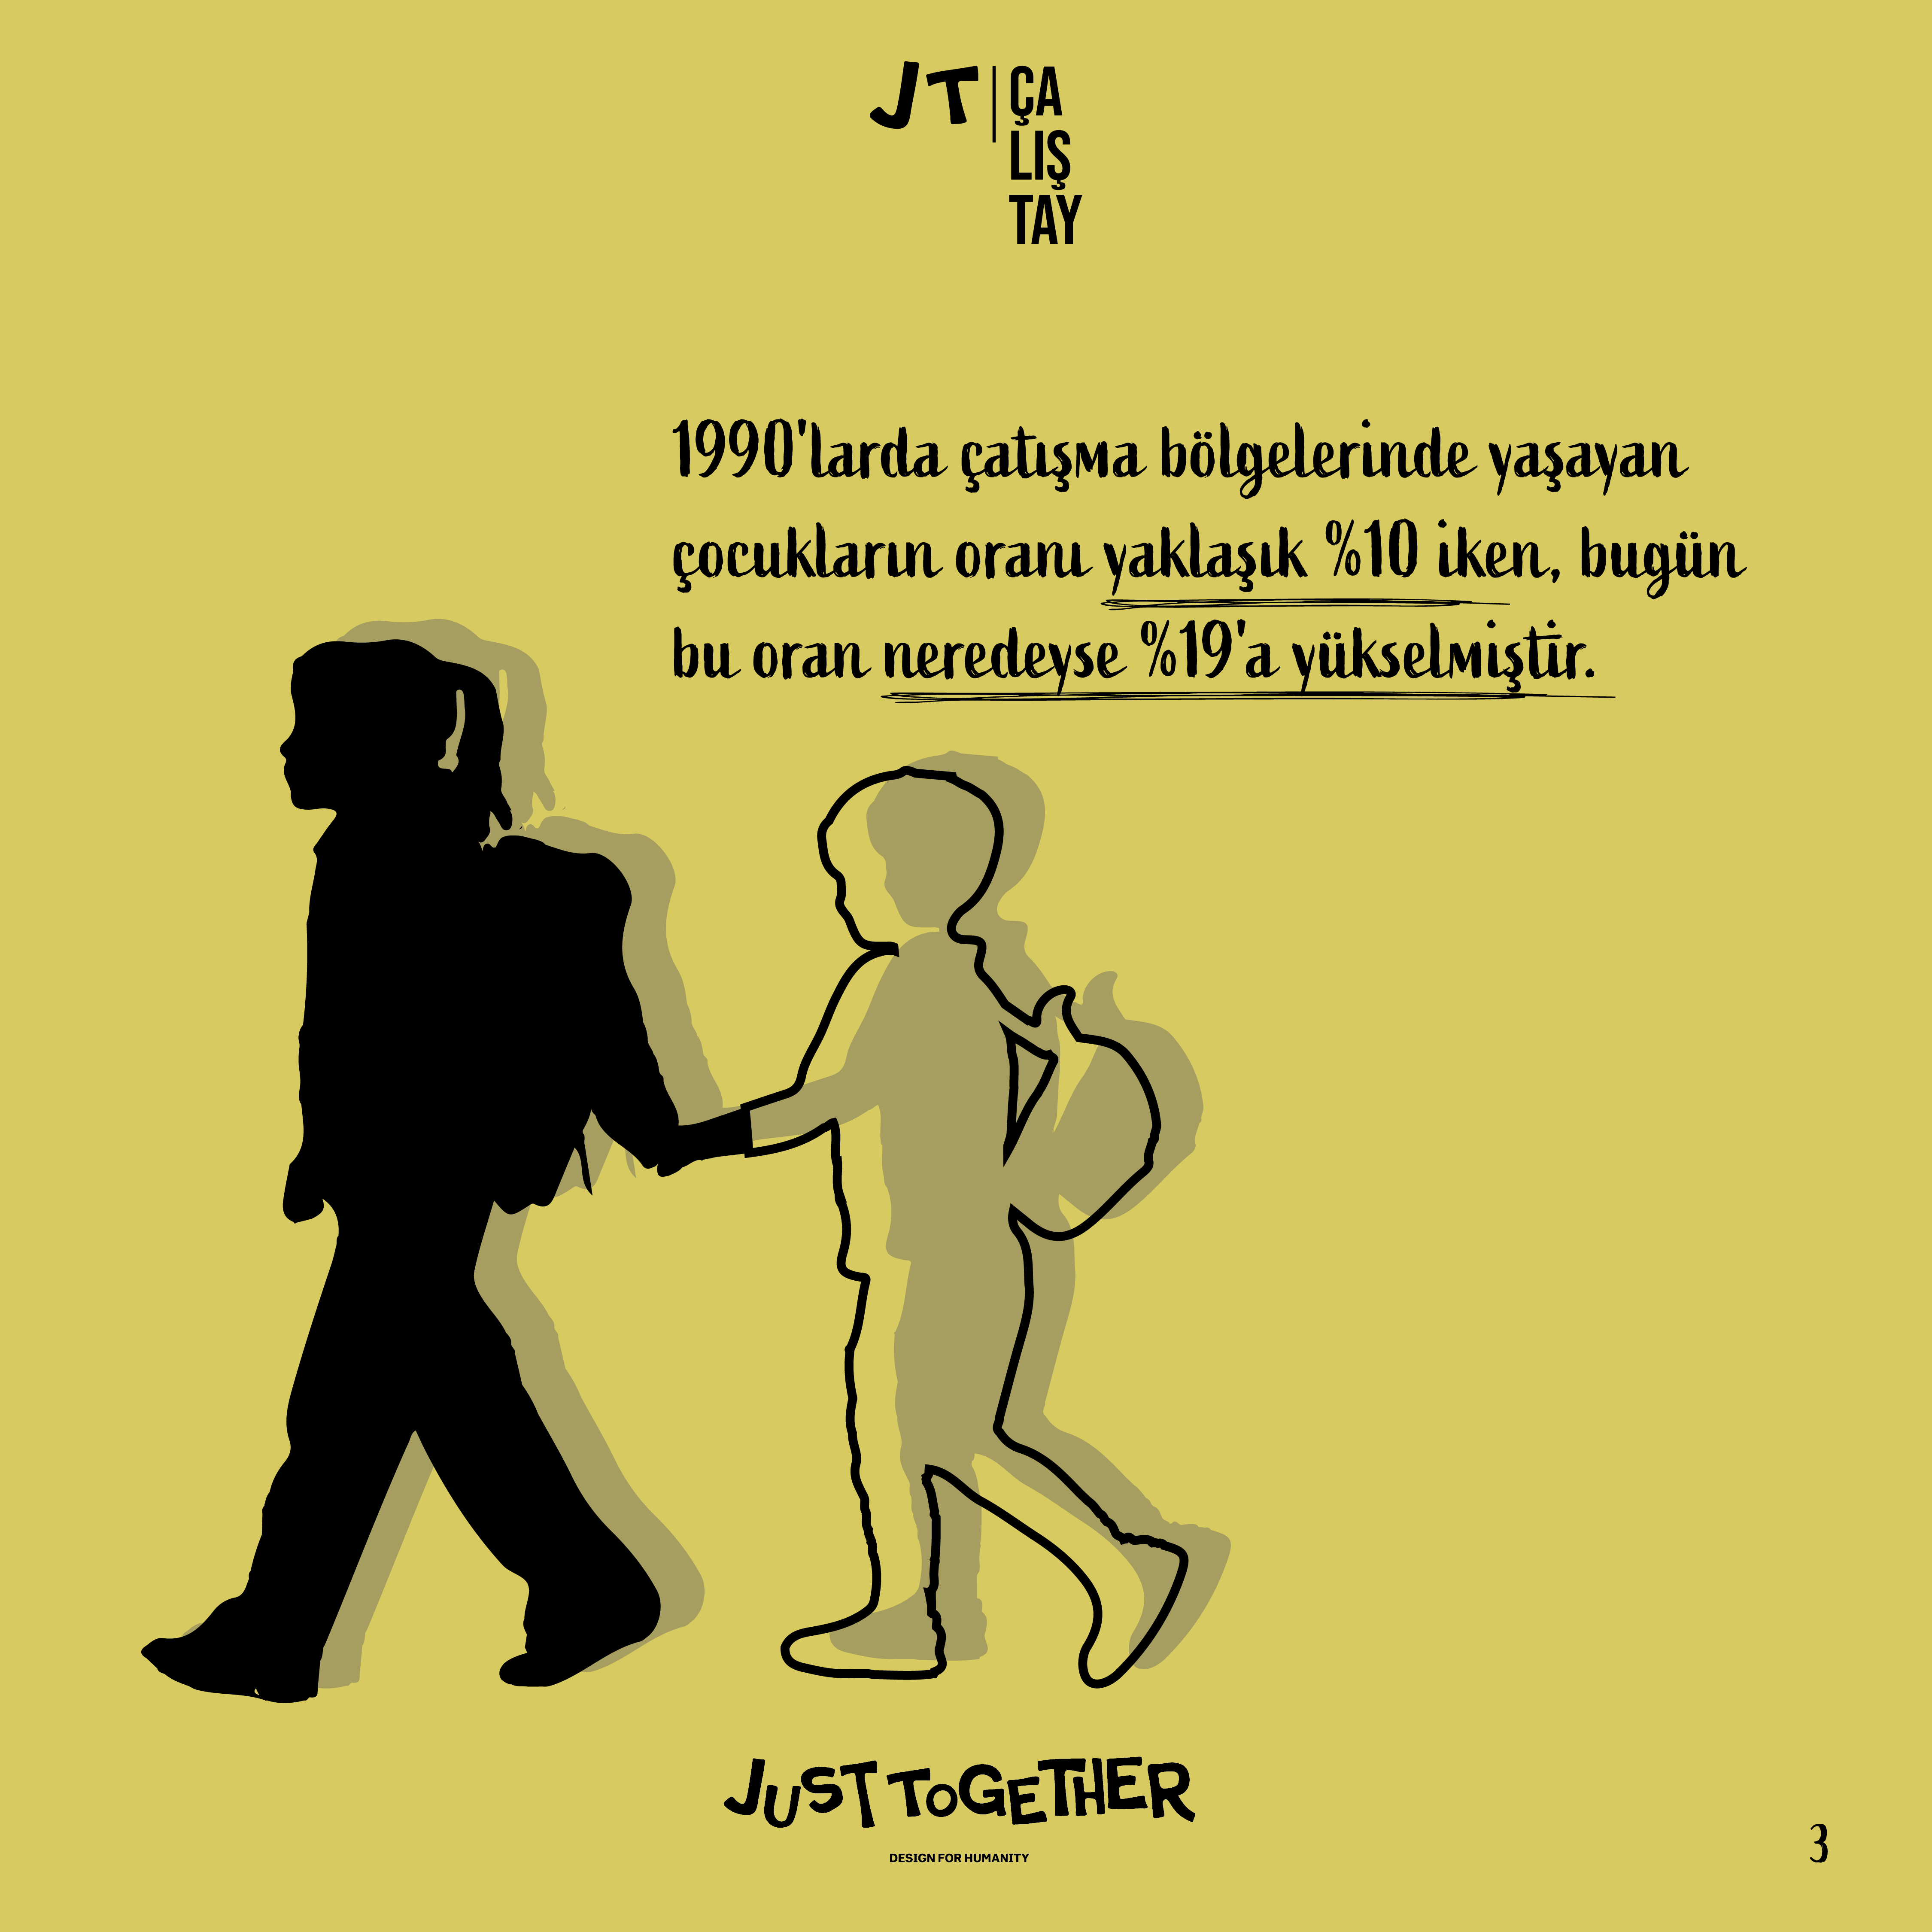 JT
ÇA
LIŞ
TAY
1990'larda çatışma bölgelerinde yaşayan
çocukların oranı yaklaşık %10 iken, bugün
bu oran neredeyse %19'a yükselmiştir.
JUST ToGETHER
DESIGN FOR HUMANITY
3